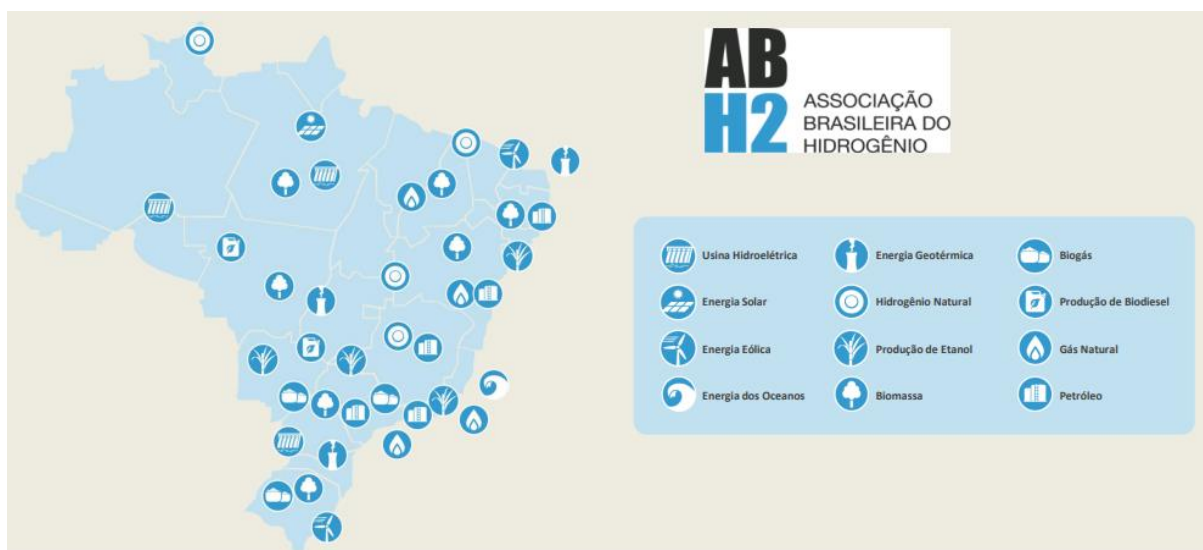 AB
H2
ASSOCIAÇÃO
BRASILEIRA DO
HIDROGÊNIO
Usina Hidroelétrica
Energia Geotérmica
Biogás
Energia Solar
Hidrogênio Natural
Produção de Biodiesel
Energia Eólica
Produção de Etanol
Gás Natural
Energia dos Oceanos
Biomassa
Petróleo